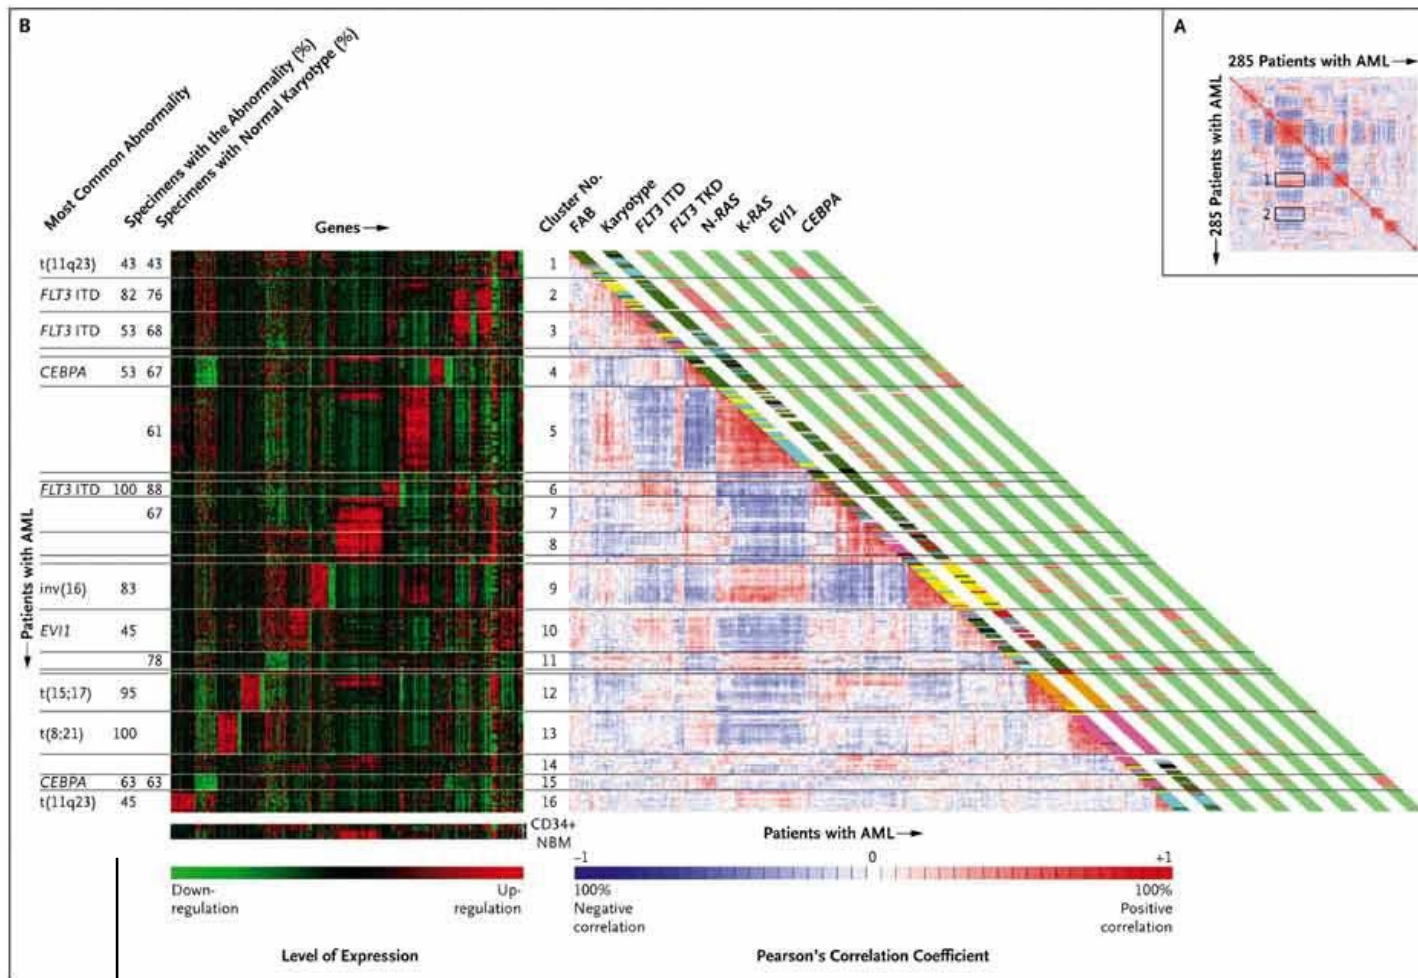 B
Most Common Abnormality
Specimens with the Abnormality (%)
Specimens with Normal Karyotype (%)
Genes
Cluster No.
FAB
Karyotype
FLT3 ITD
FLT3 TKD
N-RAS
K-RAS
EVI1
CEBPA
A
285 Patients with AML
285 Patients with AML
1
2
t(11q23) 43 43 1
FLT3 ITD 82 76 2
FLT3 ITD 53 68 3
CEBPA 53 67 4
61 5
FLT3 ITD 100 88 6
67 7
8
inv(16) 83 9
EVI1 45 10
78 11
t(15;17) 95 12
t(8;21) 100 13
14
CEBPA 63 63 15
t(11q23) 45 16
Patients with AML
CD34+
NBM
Patients with AML
−1 0 +1
Down-
regulation
Up-
regulation
100%
Negative
correlation
100%
Positive
correlation
Level of Expression
Pearson's Correlation Coefficient